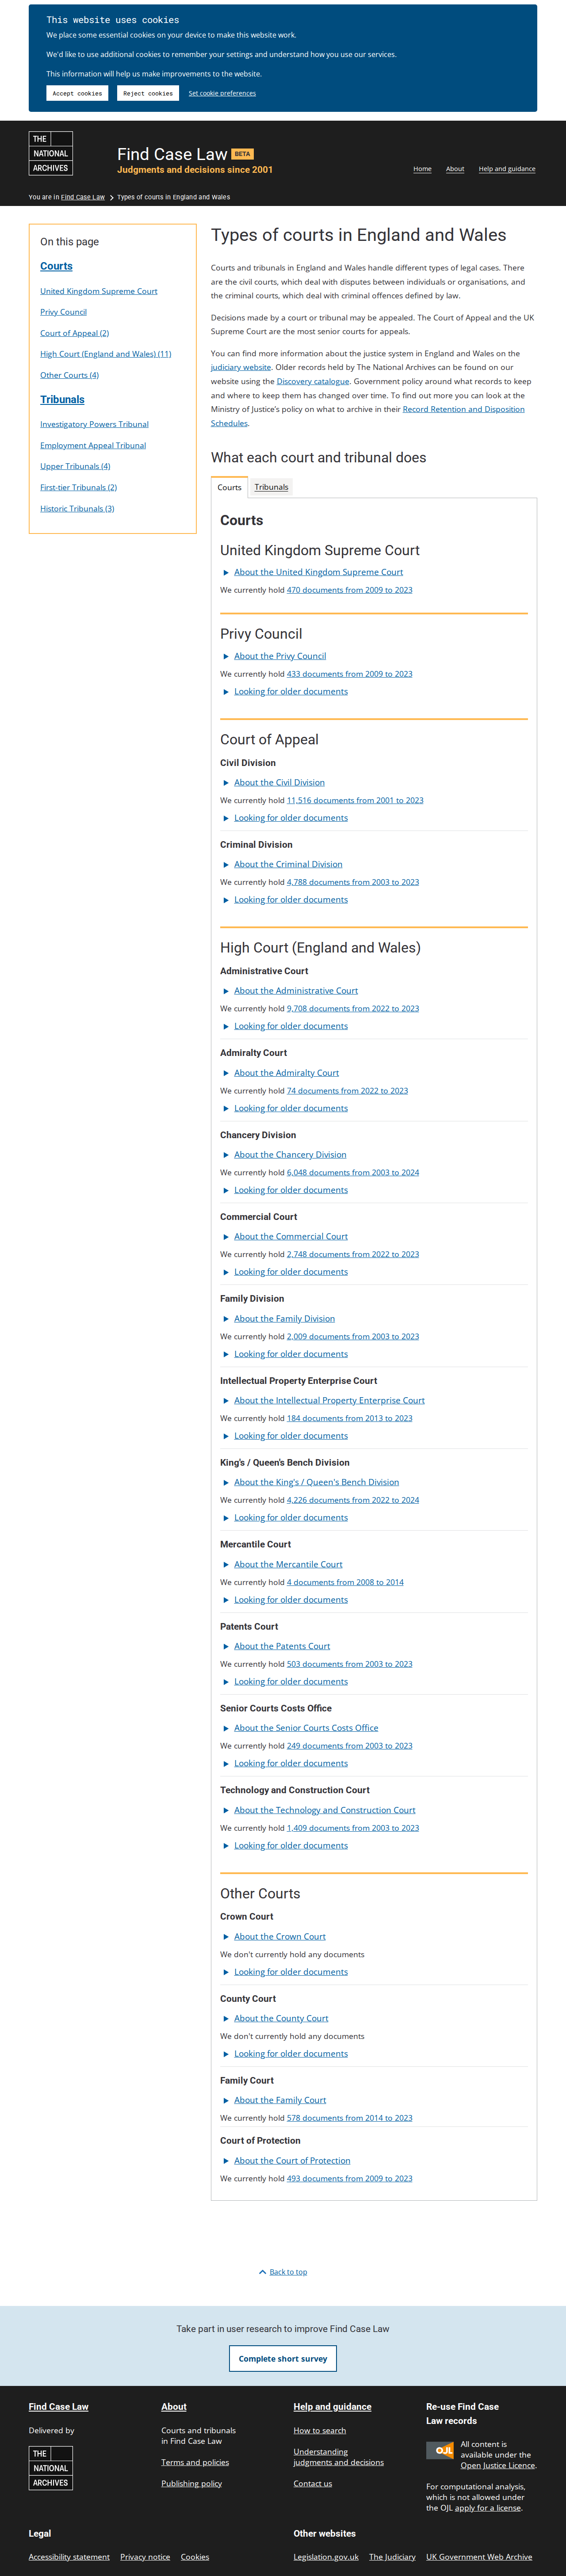 This website uses cookies
We place some essential cookies on your device to make this website work.
We'd like to use additional cookies to remember your settings and understand how you use our services.
This information will help us make improvements to the website.
Accept cookies
Reject cookies
Set cookie preferences
THE
NATIONAL
ARCHIVES
Find Case Law BETA
Judgments and decisions since 2001
Home
About
Help and guidance
You are in Find Case Law
Types of courts in England and Wales
On this page
Courts
United Kingdom Supreme Court
Privy Council
Court of Appeal (2)
High Court (England and Wales) (11)
Other Courts (4)
Tribunals
Investigatory Powers Tribunal
Employment Appeal Tribunal
Upper Tribunals (4)
First-tier Tribunals (2)
Historic Tribunals (3)
Types of courts in England and Wales
Courts and tribunals in England and Wales handle different types of legal cases. There
are the civil courts, which deal with disputes between individuals or organisations, and
the criminal courts, which deal with criminal offences defined by law.
Decisions made by a court or tribunal may be appealed. The Court of Appeal and the UK
Supreme Court are the most senior courts for appeals.
You can find more information about the justice system in England and Wales on the
judiciary website. Older records held by The National Archives can be found on our
website using the Discovery catalogue. Government policy around what records to keep
and where to keep them has changed over time. To find out more you can look at the
Ministry of Justice's policy on what to archive in their Record Retention and Disposition
Schedules.
What each court and tribunal does
Courts
Tribunals
Courts
United Kingdom Supreme Court
About the United Kingdom Supreme Court
We currently hold 470 documents from 2009 to 2023
Privy Council
About the Privy Council
We currently hold 433 documents from 2009 to 2023
Looking for older documents
Court of Appeal
Civil Division
About the Civil Division
We currently hold 11,516 documents from 2001 to 2023
Looking for older documents
Criminal Division
About the Criminal Division
We currently hold 4,788 documents from 2003 to 2023
Looking for older documents
High Court (England and Wales)
Administrative Court
About the Administrative Court
We currently hold 9,708 documents from 2022 to 2023
Looking for older documents
Admiralty Court
About the Admiralty Court
We currently hold 74 documents from 2022 to 2023
Looking for older documents
Chancery Division
About the Chancery Division
We currently hold 6,048 documents from 2003 to 2024
Looking for older documents
Commercial Court
About the Commercial Court
We currently hold 2,748 documents from 2022 to 2023
Looking for older documents
Family Division
About the Family Division
We currently hold 2,009 documents from 2003 to 2023
Looking for older documents
Intellectual Property Enterprise Court
About the Intellectual Property Enterprise Court
We currently hold 184 documents from 2013 to 2023
Looking for older documents
King's / Queen's Bench Division
About the King's / Queen's Bench Division
We currently hold 4,226 documents from 2022 to 2024
Looking for older documents
Mercantile Court
About the Mercantile Court
We currently hold 4 documents from 2008 to 2014
Looking for older documents
Patents Court
About the Patents Court
We currently hold 503 documents from 2003 to 2023
Looking for older documents
Senior Courts Costs Office
About the Senior Courts Costs Office
We currently hold 249 documents from 2003 to 2023
Looking for older documents
Technology and Construction Court
About the Technology and Construction Court
We currently hold 1,409 documents from 2003 to 2023
Looking for older documents
Other Courts
Crown Court
About the Crown Court
We don't currently hold any documents
Looking for older documents
County Court
About the County Court
We don't currently hold any documents
Looking for older documents
Family Court
About the Family Court
We currently hold 578 documents from 2014 to 2023
Court of Protection
About the Court of Protection
We currently hold 493 documents from 2009 to 2023
Back to top
Take part in user research to improve Find Case Law
Complete short survey
Find Case Law
Delivered by
THE
NATIONAL
ARCHIVES
About
Courts and tribunals
in Find Case Law
Terms and policies
Publishing policy
Help and guidance
How to search
Understanding
judgments and decisions
Contact us
Re-use Find Case
Law records
OJL
All content is
available under the
Open Justice Licence.
For computational analysis,
which is not allowed under
the OJL apply for a license.
Legal
Accessibility statement
Privacy notice
Cookies
Other websites
Legislation.gov.uk
The Judiciary
UK Government Web Archive